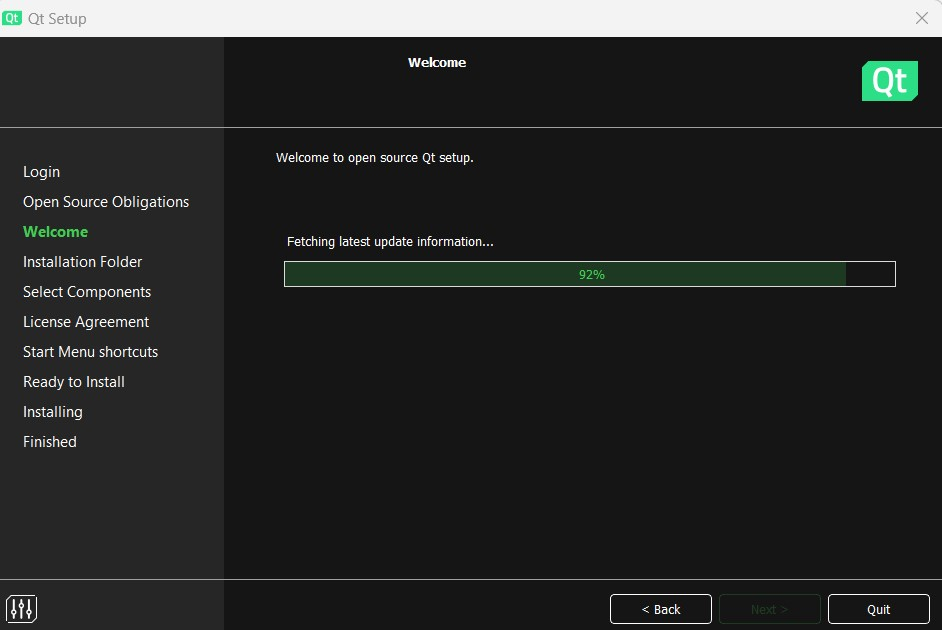 Qt Qt Setup
Welcome
Qt
Login
Open Source Obligations
Welcome
Installation Folder
Select Components
License Agreement
Start Menu shortcuts
Ready to Install
Installing
Finished
Welcome to open source Qt setup.
Fetching latest update information...
92%
< Back
Next >
Quit